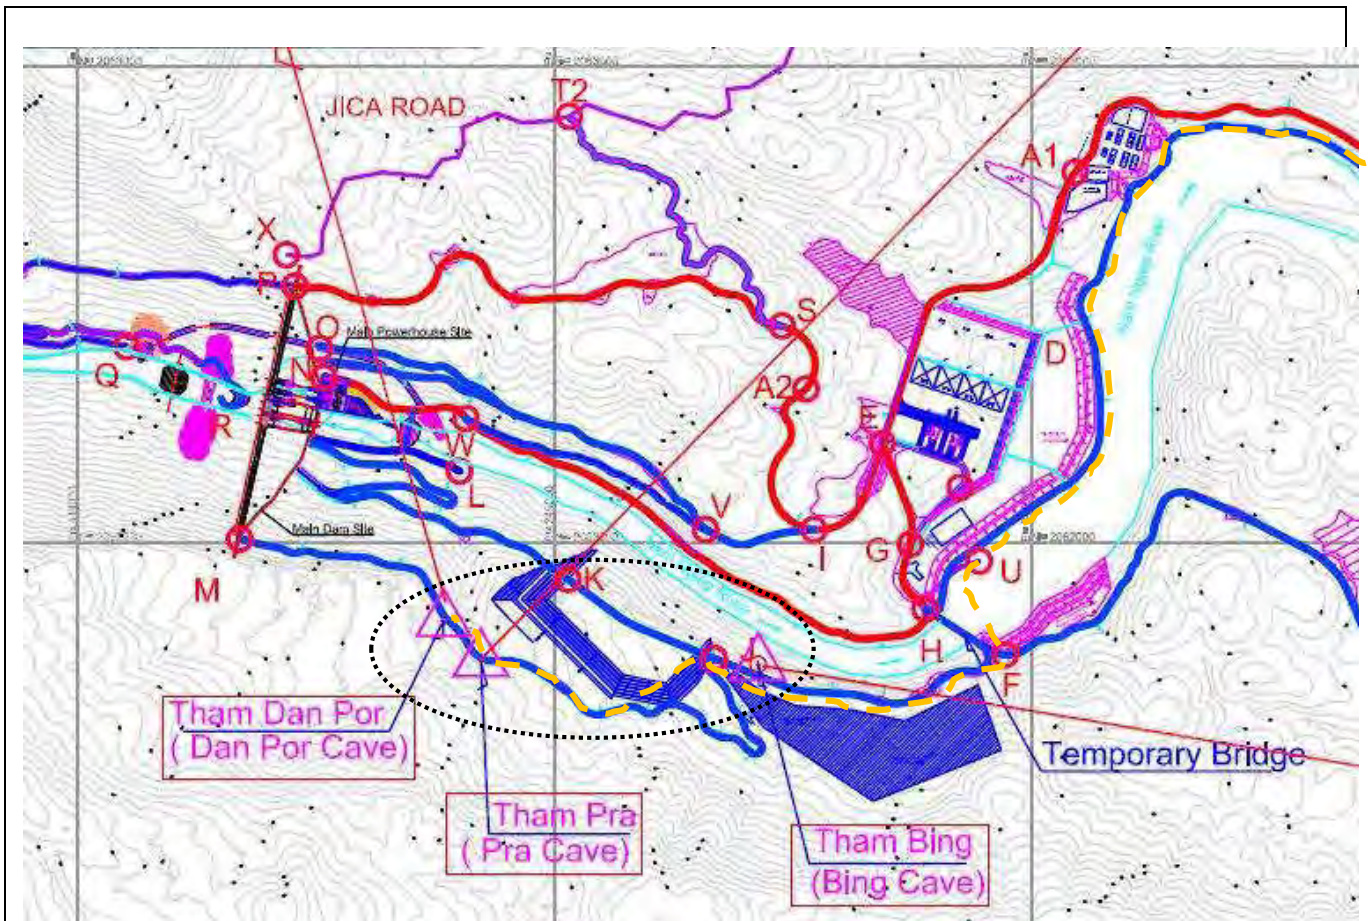 T2
JICA ROAD
A1
X
P
S
O
Main Powerhouse Site
D
Q
N
A2
E
R
W
L
V
Main Dam Site
I
2062000
G
U
M
K
H
F
Tham Dan Por
( Dan Por Cave)
Temporary Bridge
Tham Pra
( Pra Cave)
Tham Bing
(Bing Cave)